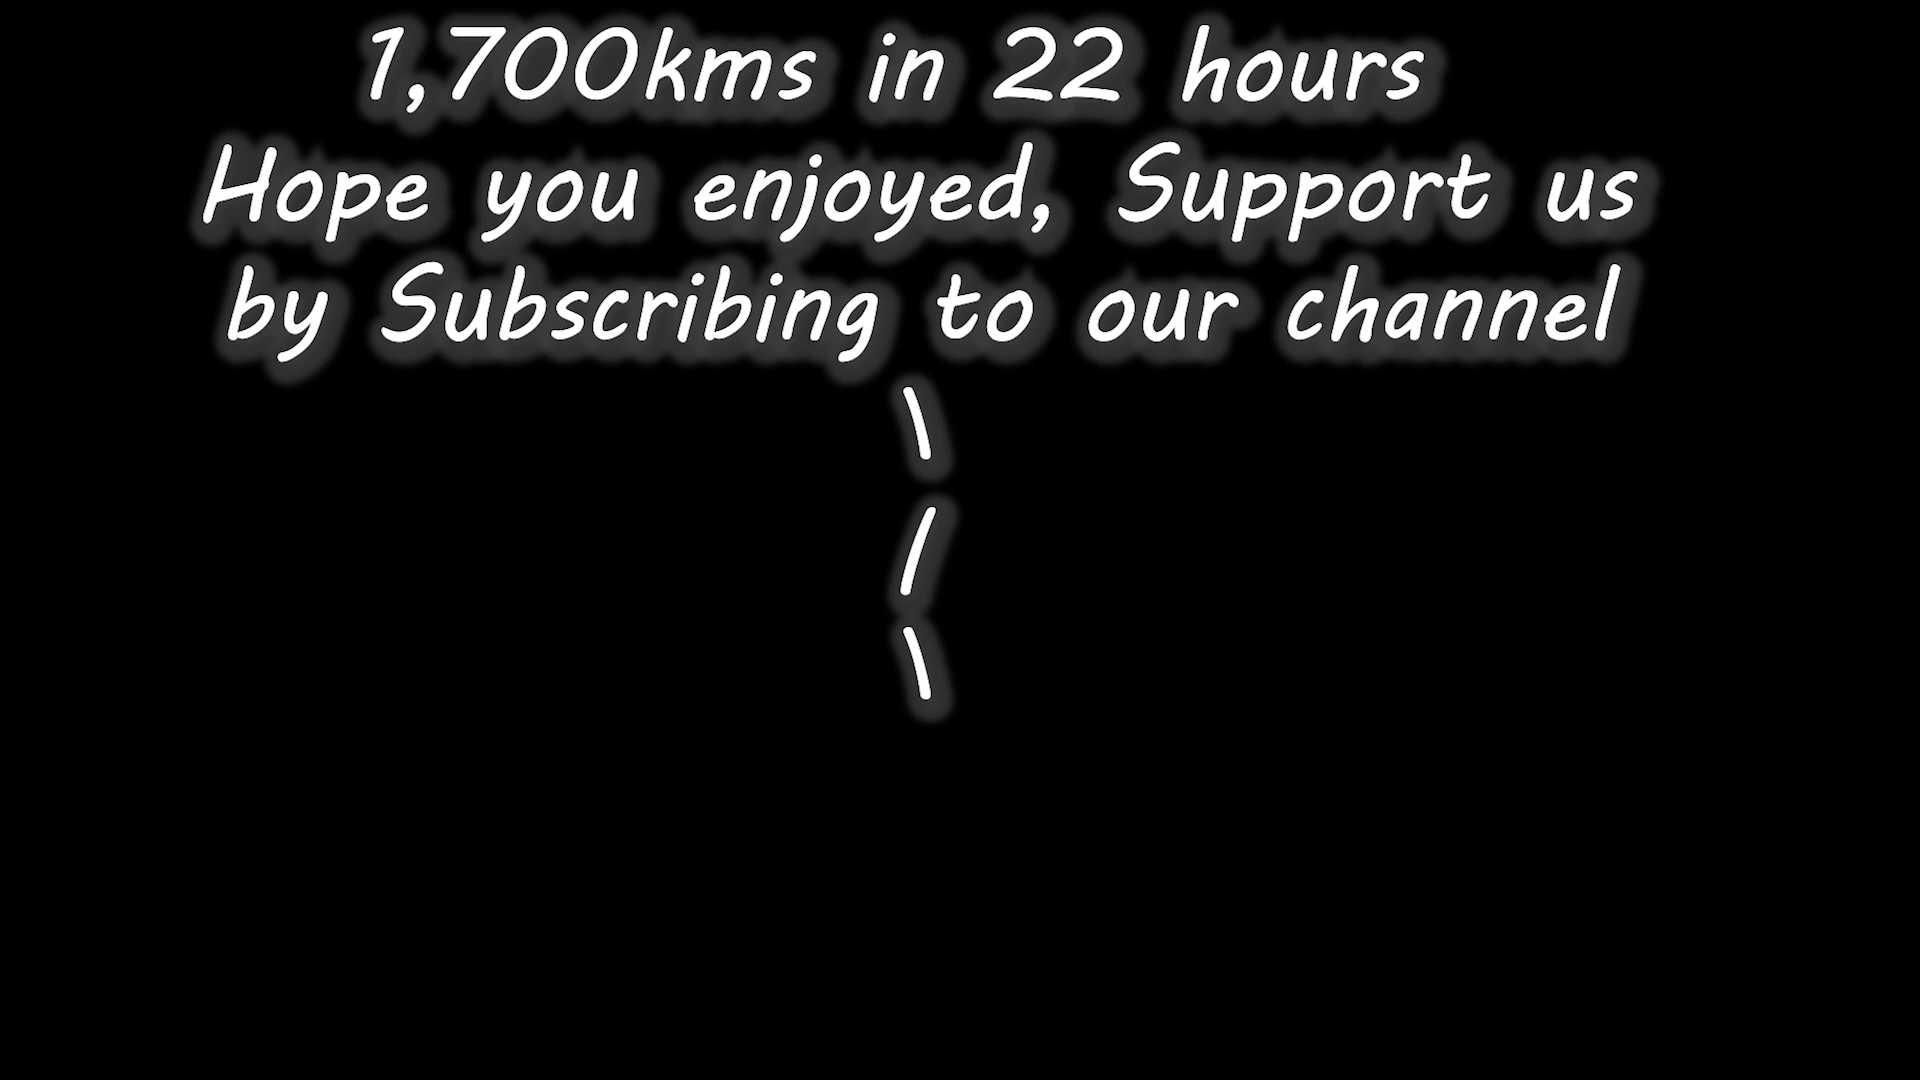 1,700kms in 22 hours
Hope you enjoyed, Support us
by Subscribing to our channel
\
/
\